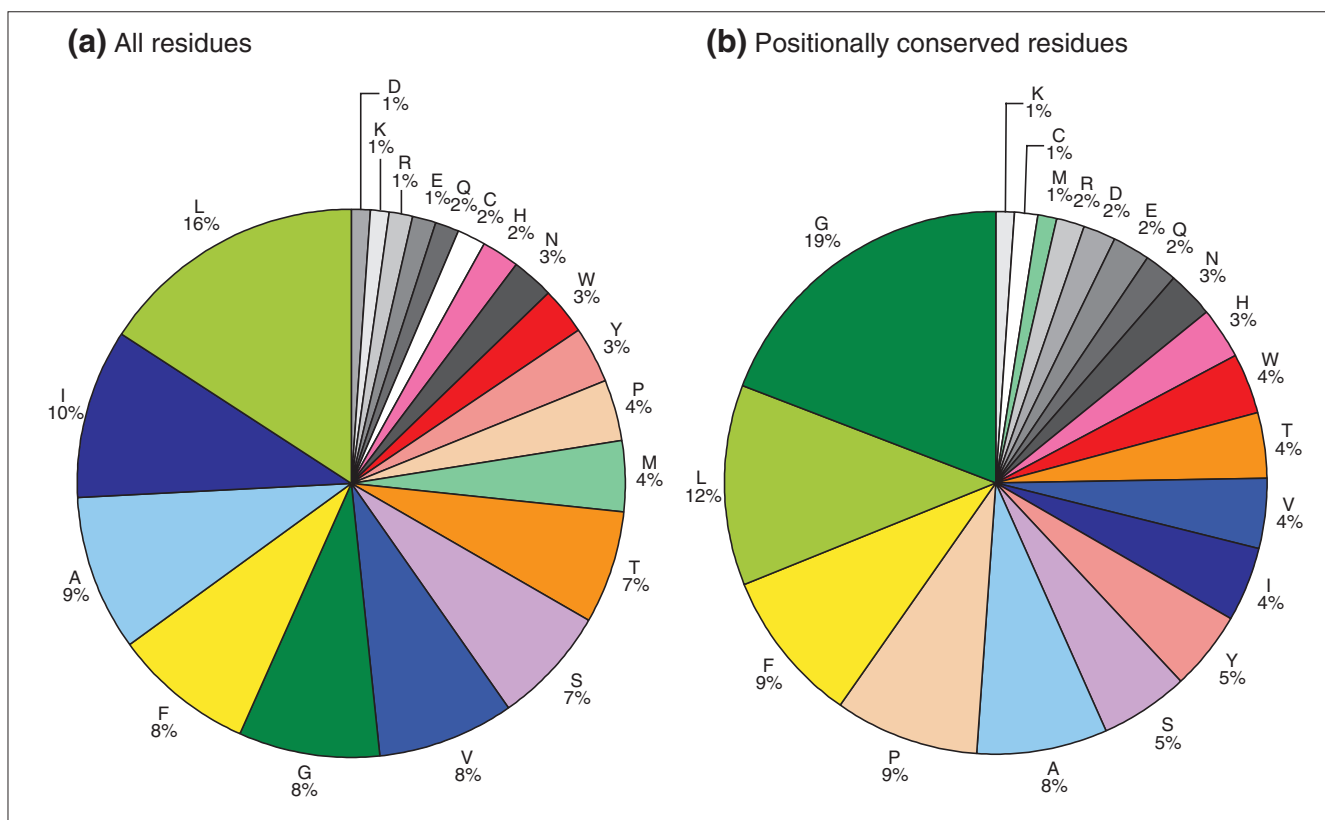 (a) All residues
D
1%
K
1%
R
1%
E
1%
Q
2%
C
2%
H
2%
N
3%
W
3%
Y
3%
P
4%
M
4%
T
7%
S
7%
V
8%
G
8%
F
8%
A
9%
I
10%
L
16%
(b) Positionally conserved residues
K
1%
C
1%
M
1%
R
2%
D
2%
E
2%
Q
2%
N
3%
H
3%
W
4%
T
4%
V
4%
I
4%
Y
5%
S
5%
A
8%
P
9%
F
9%
L
12%
G
19%